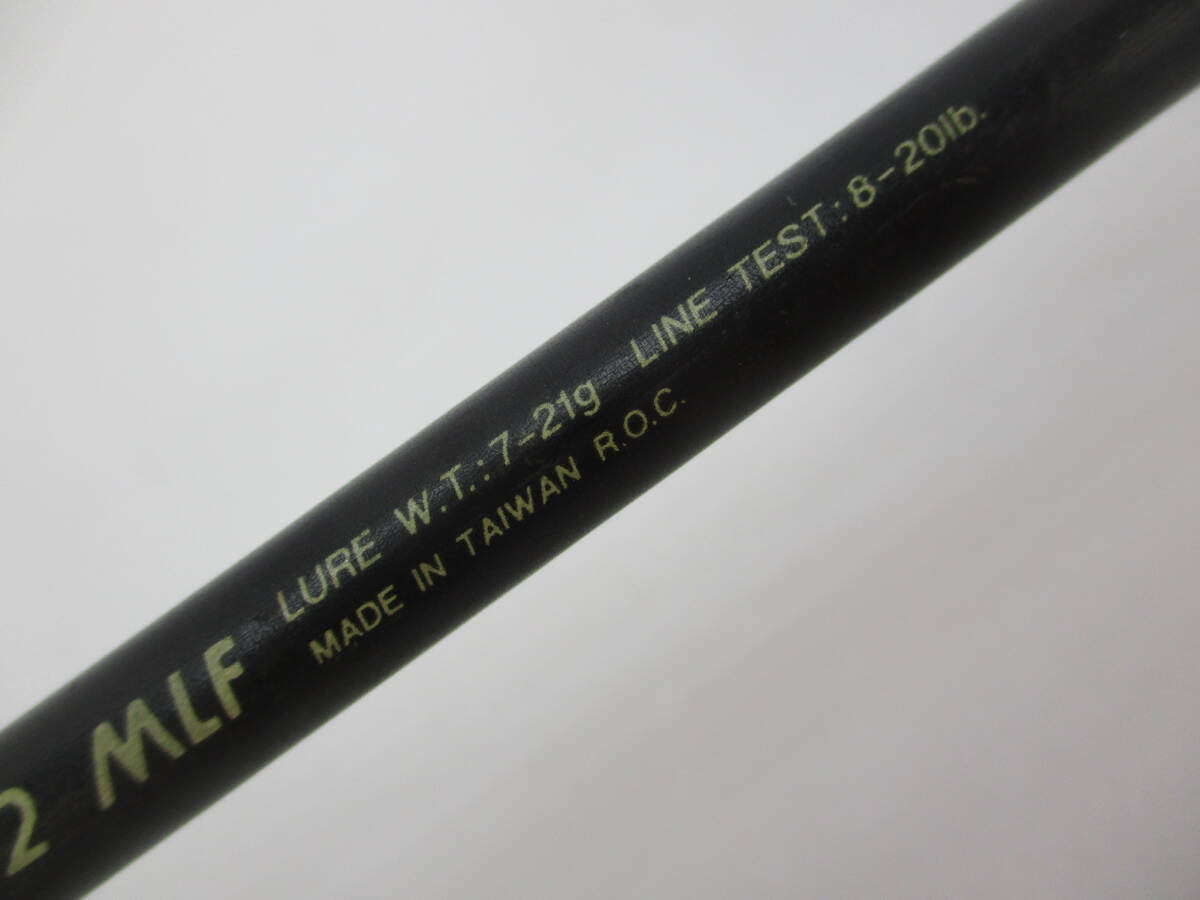 2 MLF LURE W.T.:7-21g LINE TEST:8-20lb.
MADE IN TAIWAN R.O.C.